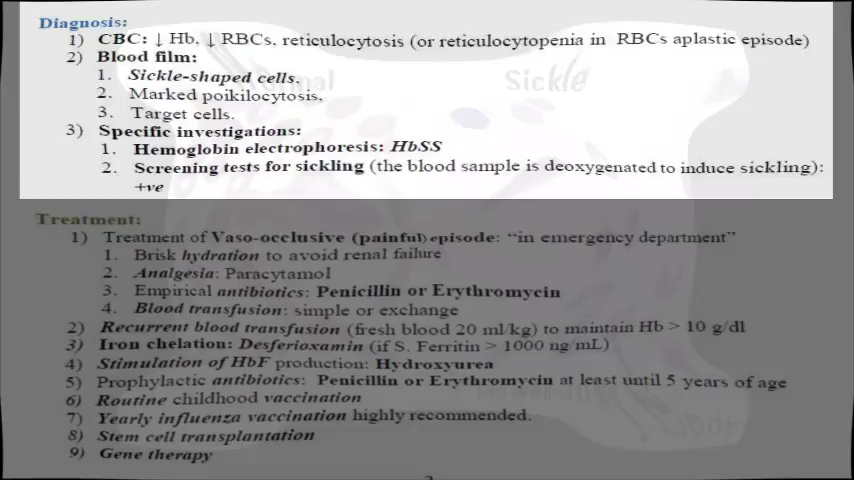 Diagnosis:
1) CBC: ↓ Hb, ↓ RBCs, reticulocytosis (or reticulocytopenia in RBCs aplastic episode)
2) Blood film:
1. Sickle-shaped cells.
2. Marked poikilocytosis.
3. Target cells.
3) Specific investigations:
1. Hemoglobin electrophoresis: HbSS
2. Screening tests for sickling (the blood sample is deoxygenated to induce sickling):
+ve
Normal
Sickle
Treatment:
1) Treatment of Vaso-occlusive (painful) episode: “in emergency department”
1. Brisk hydration to avoid renal failure
2. Analgesia: Paracytamol
3. Empirical antibiotics: Penicillin or Erythromycin
4. Blood transfusion: simple or exchange
2) Recurrent blood transfusion (fresh blood 20 ml/kg) to maintain Hb > 10 g/dl
3) Iron chelation: Desferioxamin (if S. Ferritin > 1000 ng/mL)
4) Stimulation of HbF production: Hydroxyurea
5) Prophylactic antibiotics: Penicillin or Erythromycin at least until 5 years of age
6) Routine childhood vaccination
7) Yearly influenza vaccination highly recommended.
8) Stem cell transplantation
9) Gene therapy